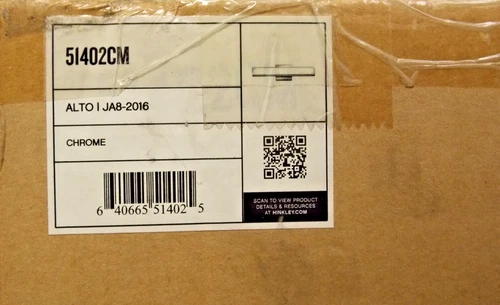 51402CM
ALTO | JA8-2016
CHROME
6 40665 51402 5
SCAN TO VIEW PRODUCT
DETAILS & RESOURCES
AT HINKLEY.COM